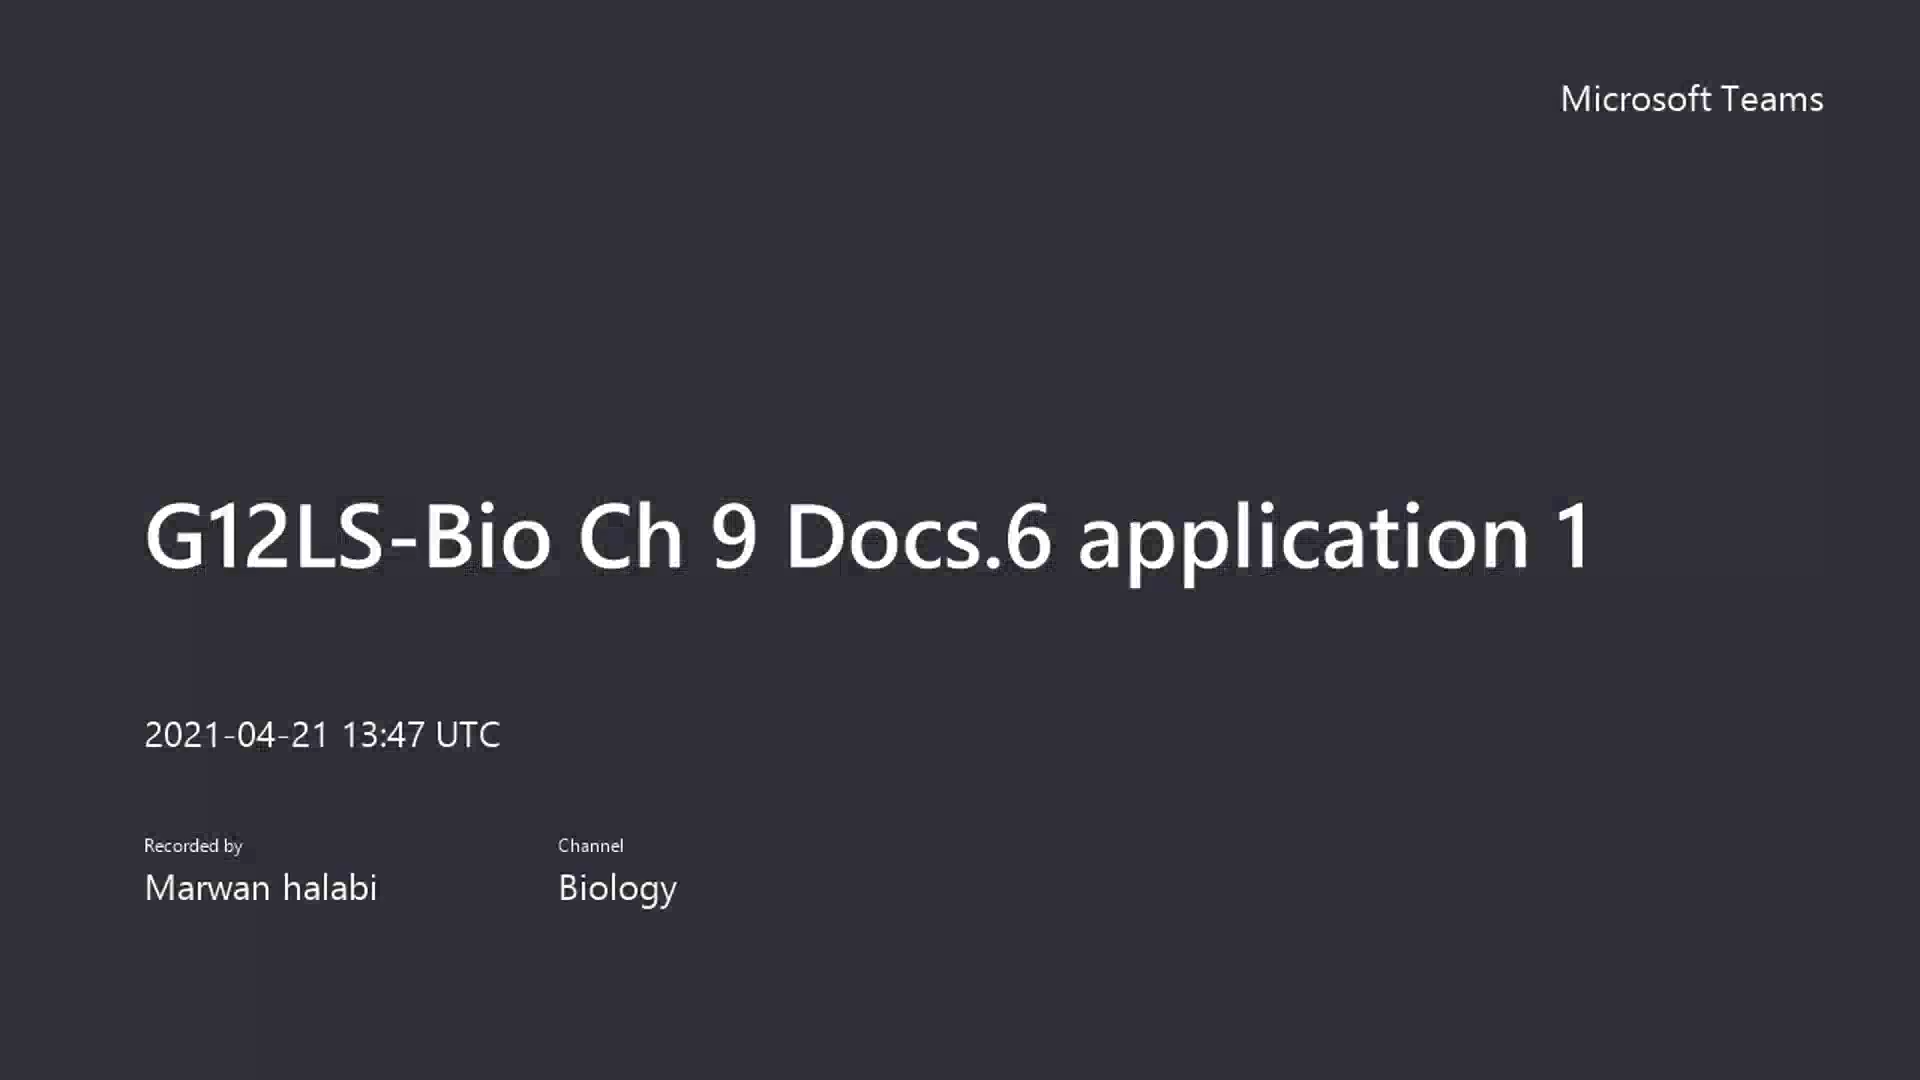 Microsoft Teams
G12LS-Bio Ch 9 Docs.6 application 1
2021-04-21 13:47 UTC
Recorded by
Marwan halabi
Channel
Biology